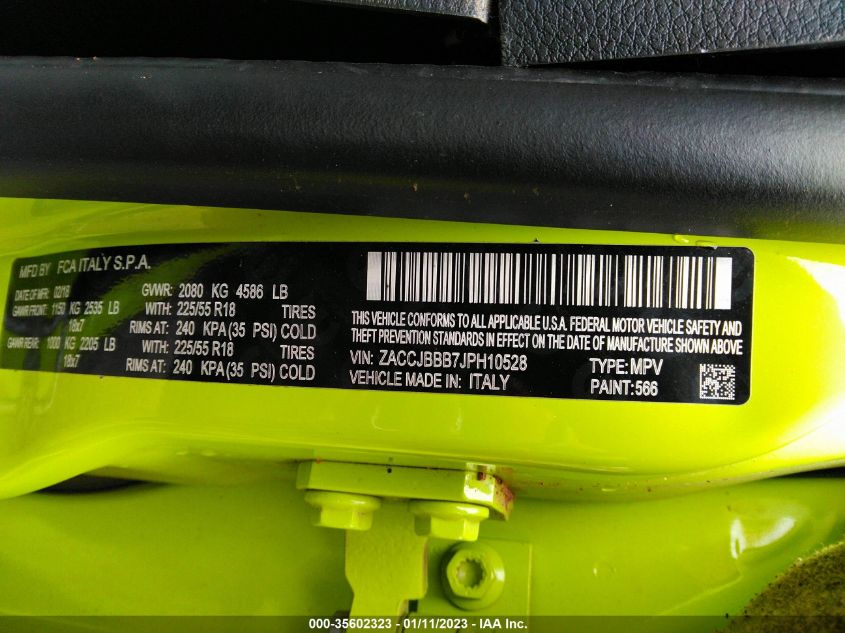 MFD BY FCA ITALY S.P.A.
DATE OF MFR: 02/18 GVWR: 2080 KG 4586 LB
GAWR FRONT: 1150 KG 2535 LB WITH: 225/55 R18 TIRES
18x7 RIMS AT: 240 KPA (35 PSI) COLD
GAWR REAR: 1000 KG 2205 LB WITH: 225/55 R18 TIRES
18x7 RIMS AT: 240 KPA (35 PSI) COLD
THIS VEHICLE CONFORMS TO ALL APPLICABLE U.S.A. FEDERAL MOTOR VEHICLE SAFETY AND
THEFT PREVENTION STANDARDS IN EFFECT ON THE DATE OF MANUFACTURE SHOWN ABOVE.
VIN: ZACCJBBB7JPH10528 TYPE: MPV
VEHICLE MADE IN: ITALY PAINT: 566
000-35602323 - 01/11/2023 - IAA Inc.